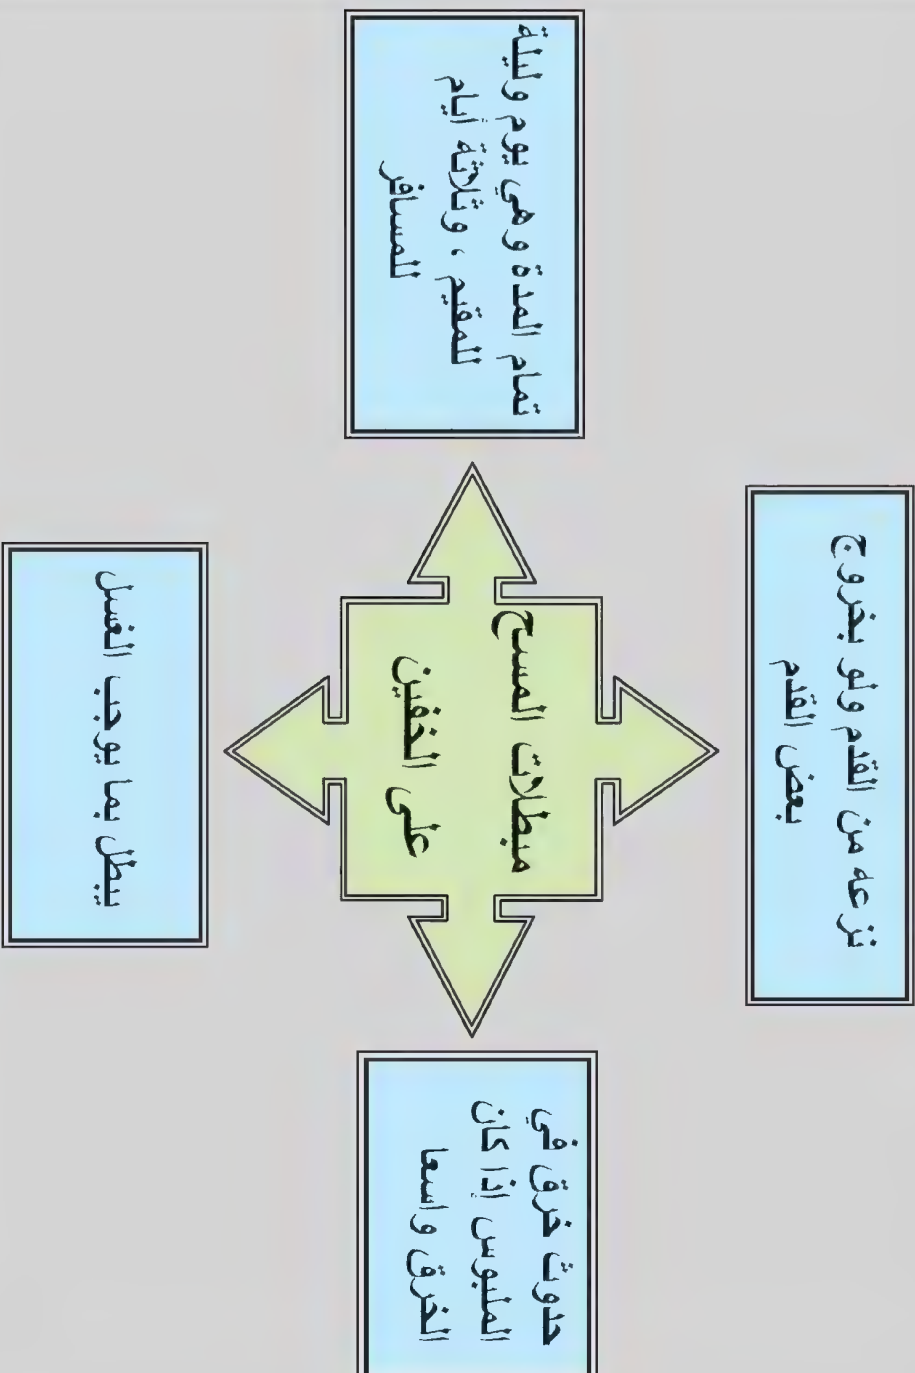 مبطلات المسح
على الخفين
نزعه من القدم ولو بخروج
بعض القدم
حدوث خرق في
الملبوس إذا كان
الخرق واسعا
يبطل بما يوجب الغسل
تمام المدة وهي يوم وليلة
للمقيم ، وثلاثة أيام
للمسافر